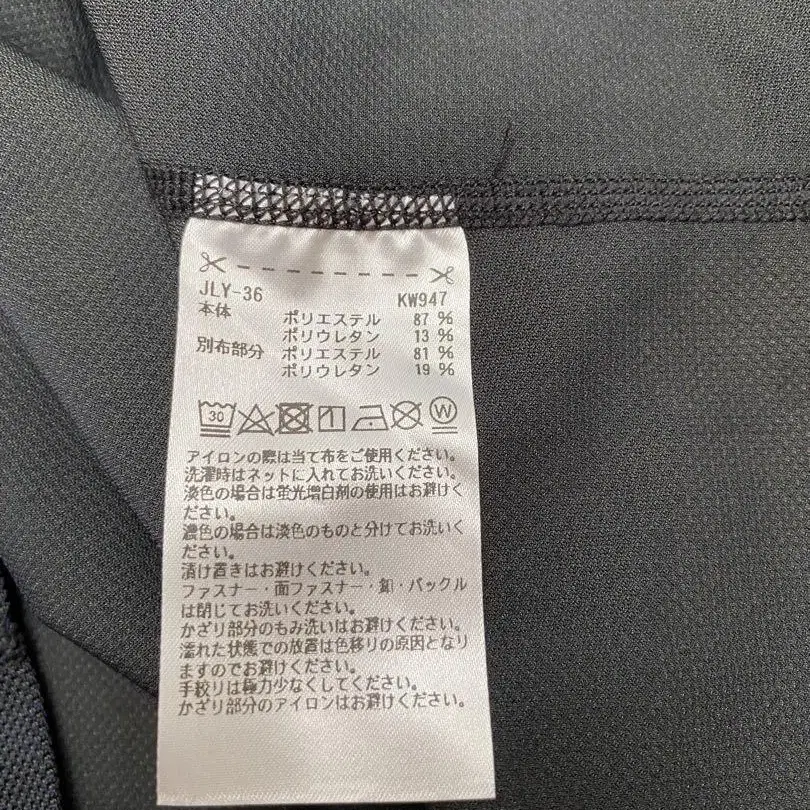 JLY-36 KW947
本体 ポリエステル 87 %
ポリウレタン 13 %
別布部分 ポリエステル 81 %
ポリウレタン 19 %
30 W
アイロンの際は当て布をご使用ください。
洗濯時はネットに入れてお洗いください。
淡色の場合は蛍光増白剤の使用はお避けく
ださい。
濃色の場合は淡色のものと分けてお洗いく
ださい。
漬け置きはお避けください。
ファスナー・面ファスナー・釦・バックル
は閉じてお洗いください。
かざり部分のもみ洗いはお避けください。
濡れた状態での放置は色移りの原因となり
ますのでお避けください。
手絞りは極力少なくしてください。
かざり部分のアイロンはお避けください。